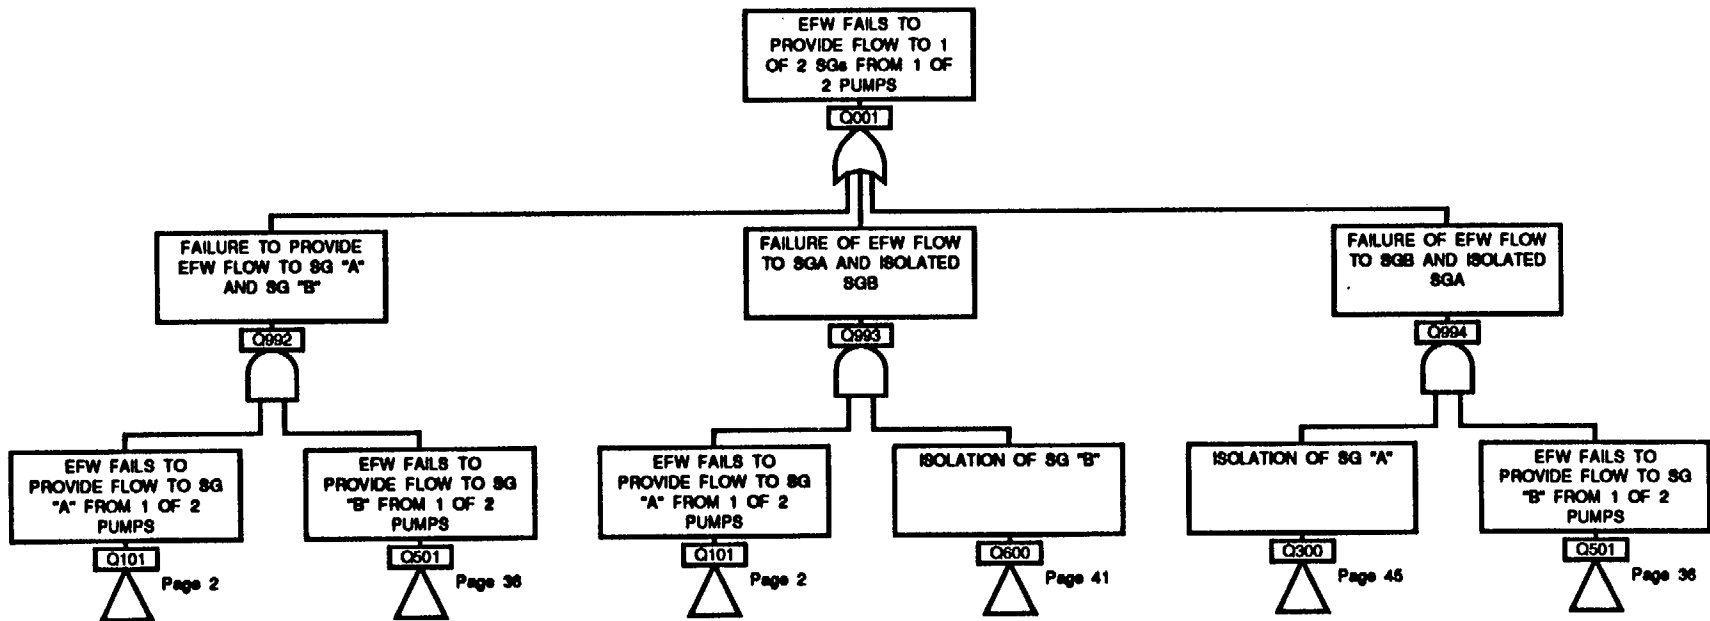 EFW FAILS TO
PROVIDE FLOW TO 1
OF 2 SGs FROM 1 OF
2 PUMPS
Q001
FAILURE TO PROVIDE
EFW FLOW TO SG "A"
AND SG "B"
Q992
FAILURE OF EFW FLOW
TO SGA AND ISOLATED
SGB
Q993
FAILURE OF EFW FLOW
TO SGB AND ISOLATED
SGA
Q994
EFW FAILS TO
PROVIDE FLOW TO SG
"A" FROM 1 OF 2
PUMPS
Q101
Page 2
EFW FAILS TO
PROVIDE FLOW TO SG
"B" FROM 1 OF 2
PUMPS
Q501
Page 36
EFW FAILS TO
PROVIDE FLOW TO SG
"A" FROM 1 OF 2
PUMPS
Q101
Page 2
ISOLATION OF SG "B"
Q600
Page 41
ISOLATION OF SG "A"
Q300
Page 45
EFW FAILS TO
PROVIDE FLOW TO SG
"B" FROM 1 OF 2
PUMPS
Q501
Page 36